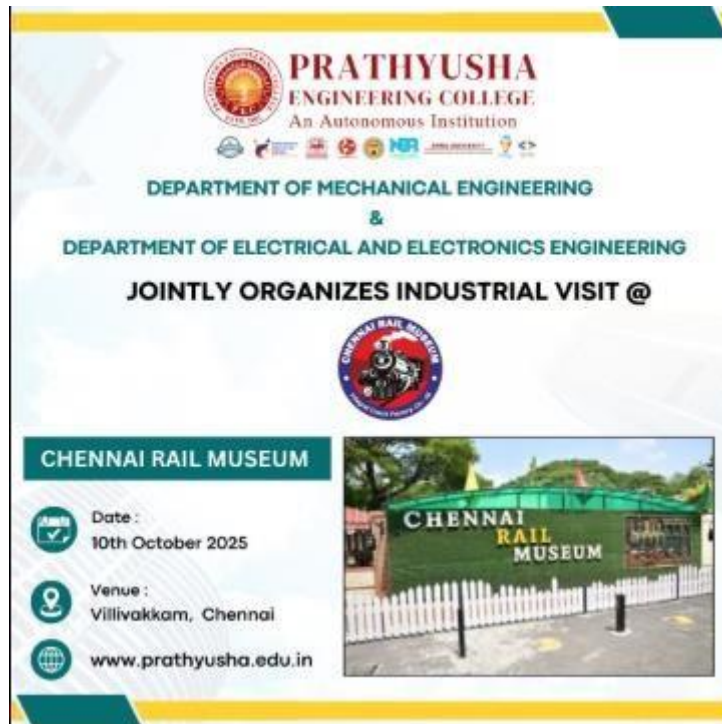 PRATHYUSHA
ENGINEERING COLLEGE
An Autonomous Institution
DEPARTMENT OF MECHANICAL ENGINEERING
&
DEPARTMENT OF ELECTRICAL AND ELECTRONICS ENGINEERING
JOINTLY ORGANIZES INDUSTRIAL VISIT @
CHENNAI RAIL MUSEUM
CHENNAI RAIL MUSEUM
CHENNAI
RAIL
MUSEUM
Date :
10th October 2025
Venue :
Villivakkam, Chennai
www.prathyusha.edu.in